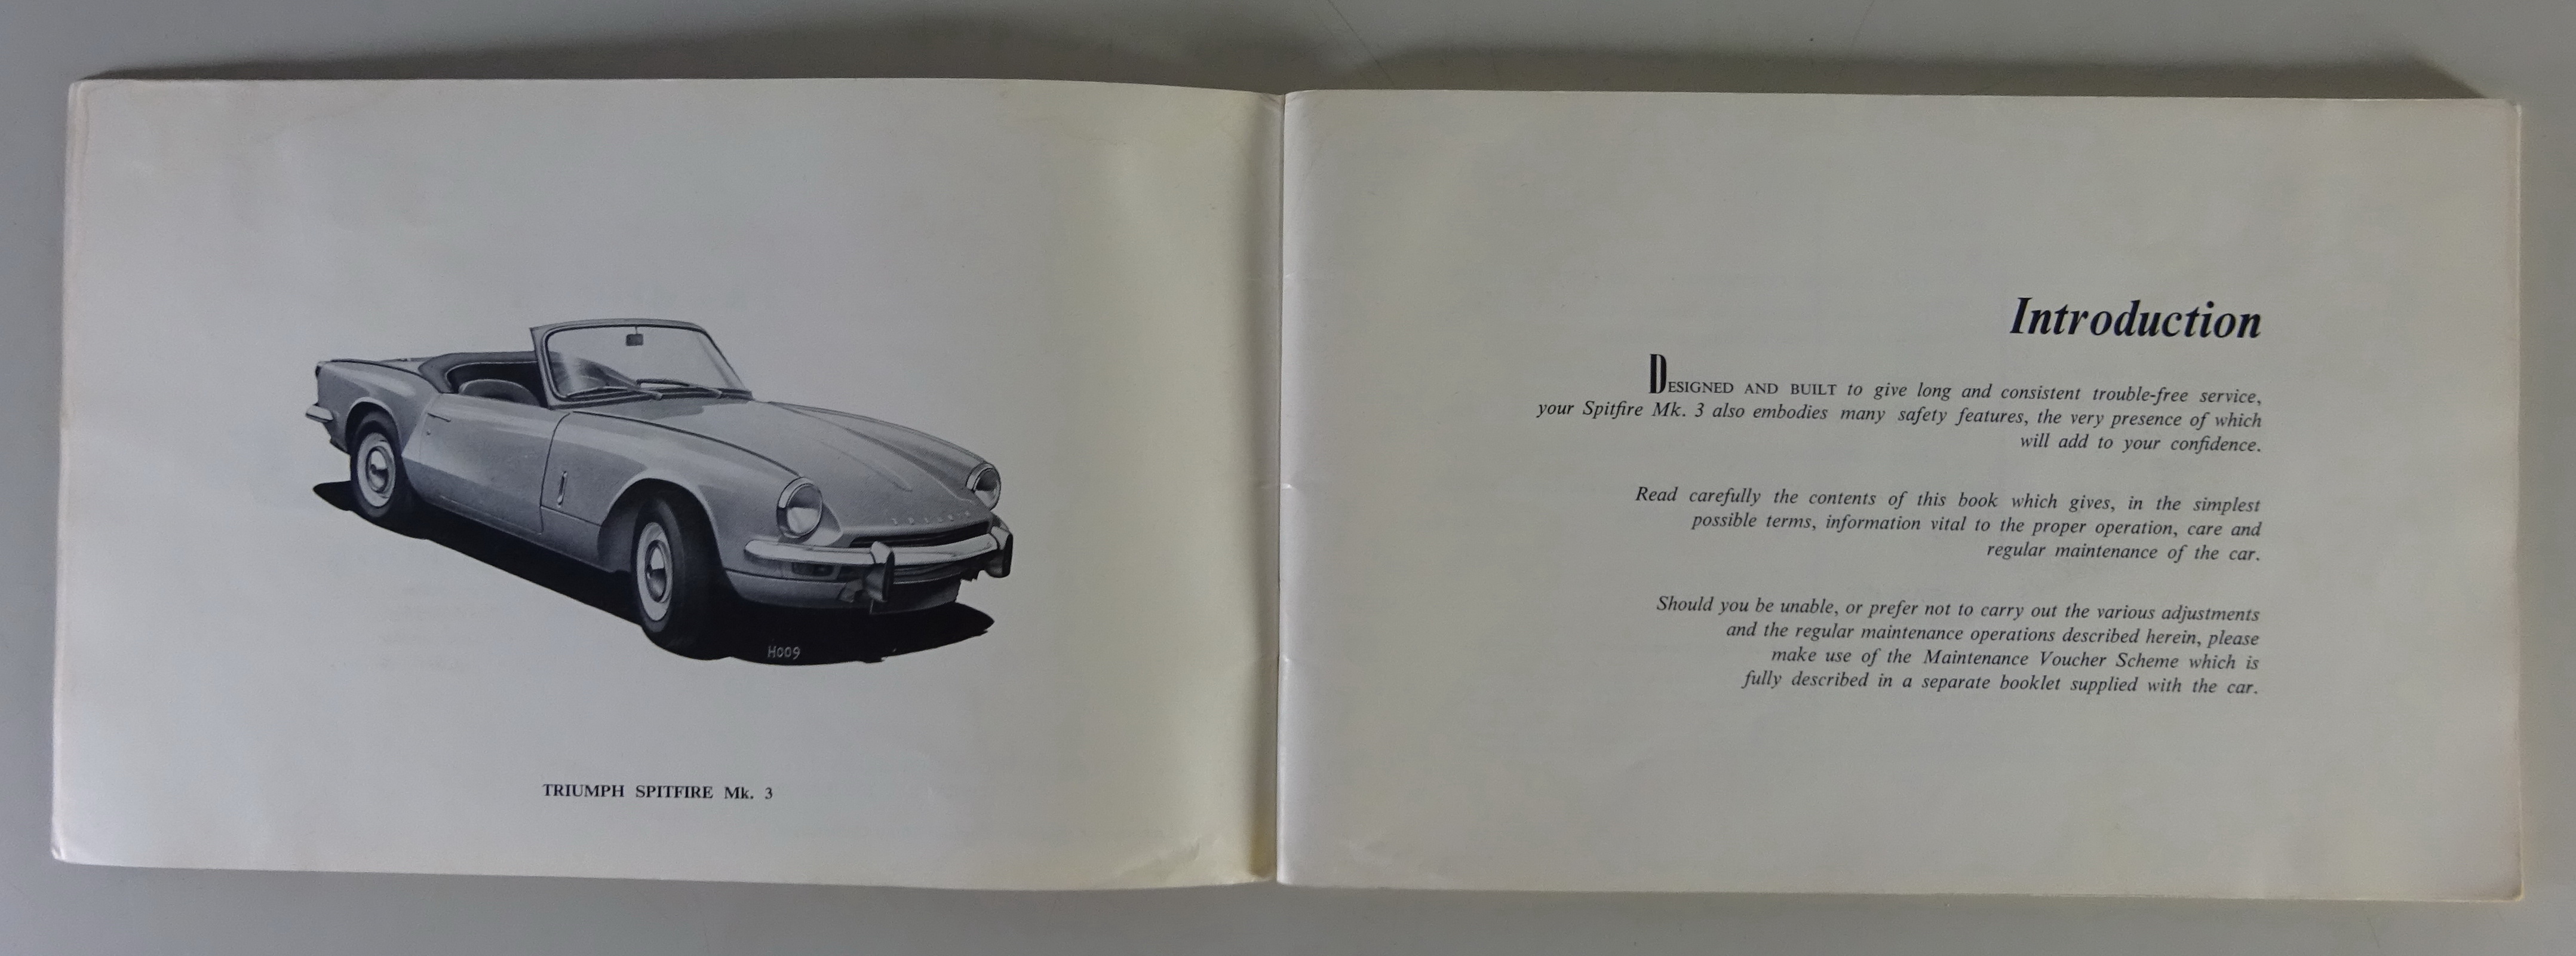 H009
TRIUMPH SPITFIRE Mk. 3
Introduction
DESIGNED AND BUILT to give long and consistent trouble-free service,
your Spitfire Mk. 3 also embodies many safety features, the very presence of which
will add to your confidence.
Read carefully the contents of this book which gives, in the simplest
possible terms, information vital to the proper operation, care and
regular maintenance of the car.
Should you be unable, or prefer not to carry out the various adjustments
and the regular maintenance operations described herein, please
make use of the Maintenance Voucher Scheme which is
fully described in a separate booklet supplied with the car.